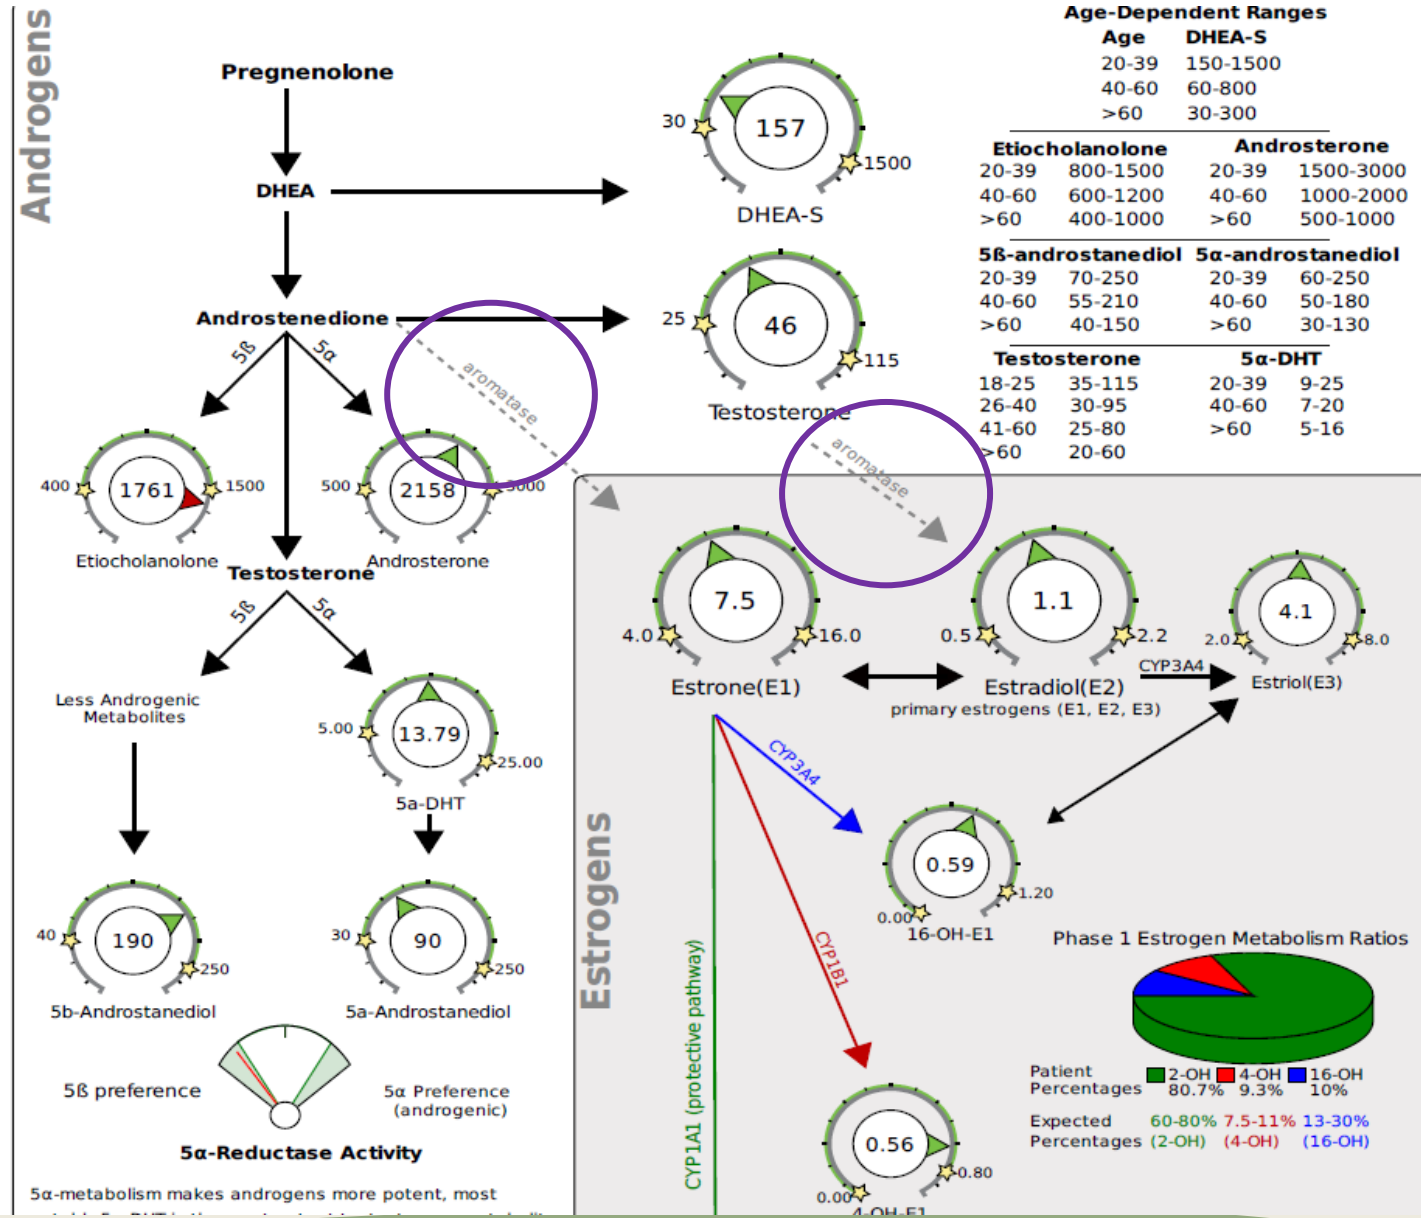 Androgens
Pregnenolone
DHEA
Androstenedione
5ß
5α
aromatase
30
157
1500
DHEA-S
25
46
115
Testosterone
aromatase
Age-Dependent Ranges
Age DHEA-S
20-39 150-1500
40-60 60-800
>60 30-300
Etiocholanolone Androsterone
20-39 800-1500 20-39 1500-3000
40-60 600-1200 40-60 1000-2000
>60 400-1000 >60 500-1000
5ß-androstanediol 5α-androstanediol
20-39 70-250 20-39 60-250
40-60 55-210 40-60 50-180
>60 40-150 >60 30-130
Testosterone 5α-DHT
18-25 35-115 20-39 9-25
26-40 30-95 40-60 7-20
41-60 25-80 >60 5-16
>60 20-60
400
1761
1500
Etiocholanolone
500
2158
3000
Androsterone
Testosterone
5ß
5α
Less Androgenic
Metabolites
5.00
13.79
25.00
5a-DHT
40
190
250
5b-Androstanediol
30
90
250
5a-Androstanediol
5ß preference
5α Preference
(androgenic)
5α-Reductase Activity
5α-metabolism makes androgens more potent, most
Estrogens
4.0
7.5
16.0
Estrone(E1)
0.5
1.1
2.2
Estradiol(E2)
primary estrogens (E1, E2, E3)
CYP3A4
2.0
4.1
8.0
Estriol(E3)
CYP3A4
0.00
0.59
1.20
16-OH-E1
CYP1B1
CYP1A1 (protective pathway)
0.00
0.56
0.80
4-OH-E1
Phase 1 Estrogen Metabolism Ratios
Patient 2-OH 4-OH 16-OH
Percentages 80.7% 9.3% 10%
Expected 60-80% 7.5-11% 13-30%
Percentages (2-OH) (4-OH) (16-OH)